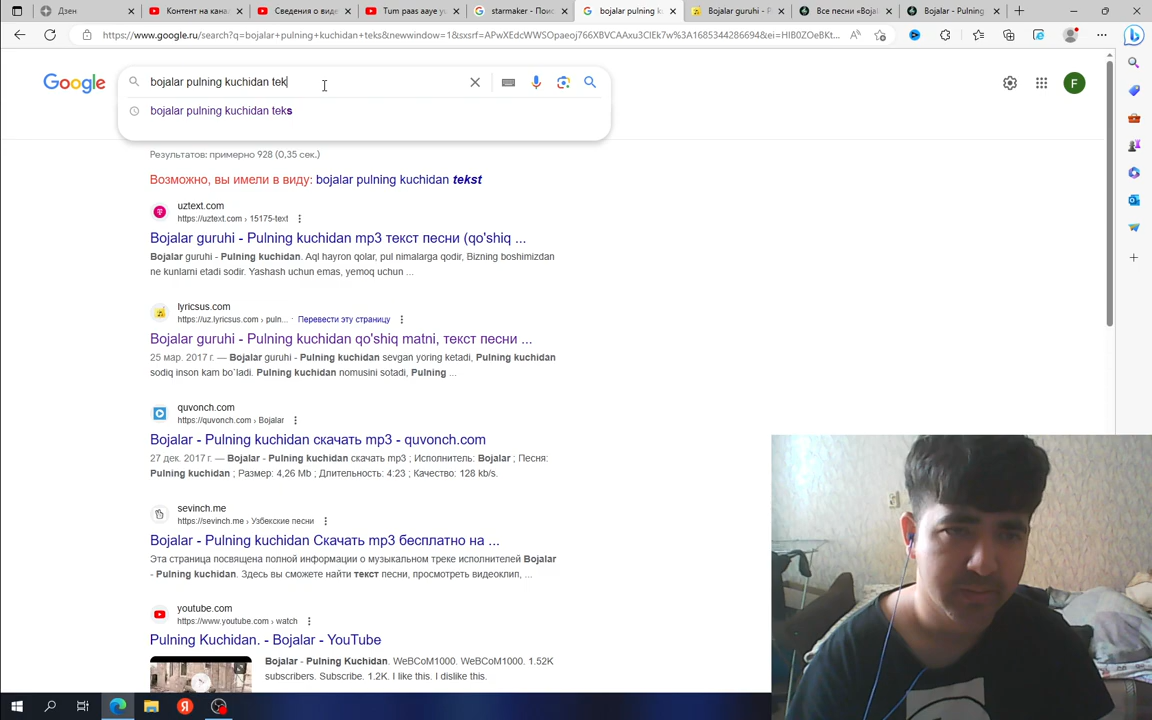 Дзен
Контент на канал
Сведения о виде
Tum paas aaye yu
starmaker - Поис
bojalar pulning ku
Bojalar guruhi - P
Все песни «Bojal
Bojalar - Pulning
https://www.google.ru/search?q=bojalar+pulning+kuchidan+teks&newwindow=1&sxsrf=
Google
bojalar pulning kuchidan tek
F
bojalar pulning kuchidan teks
Результатов: примерно 928 (0,35 сек.)
Возможно, вы имели в виду: bojalar pulning kuchidan tekst
uztext.com
https://uztext.com › 15175-text
Bojalar guruhi - Pulning kuchidan mp3 текст песни (qo'shiq ...
Bojalar guruhi - Pulning kuchidan. Aql hayron qolar, pul nimalarga qodir, Bizning boshimizdan
ne kunlarni etadi sodir. Yashash uchun emas, yemoq uchun ...
lyricsus.com
https://uz.lyricsus.com › puln... · Перевести эту страницу
Bojalar guruhi - Pulning kuchidan qo'shiq matni, текст песни ...
25 мар. 2017 г. — Bojalar guruhi - Pulning kuchidan sevgan yoring ketadi, Pulning kuchidan
sodiq inson kam bo`ladi. Pulning kuchidan nomusini sotadi, Pulning ...
quvonch.com
https://quvonch.com › Bojalar
Bojalar - Pulning kuchidan скачать mp3 - quvonch.com
27 дек. 2017 г. — Bojalar - Pulning kuchidan скачать mp3 ; Исполнитель: Bojalar ; Песня:
Pulning kuchidan ; Размер: 4,26 Mb ; Длительность: 4:23 ; Качество: 128 kb/s.
sevinch.me
https://sevinch.me › Узбекские песни
Bojalar - Pulning kuchidan Скачать mp3 бесплатно на ...
Эта страница посвящена полной информации о музыкальном треке исполнителей Bojalar
- Pulning kuchidan. Здесь вы сможете найти текст песни, просмотреть видеоклип, ...
youtube.com
https://www.youtube.com › watch
Pulning Kuchidan. - Bojalar - YouTube
Bojalar - Pulning Kuchidan. WeBCoM1000. WeBCoM1000. 1.52K
subscribers. Subscribe. 1.2K. I like this. I dislike this.